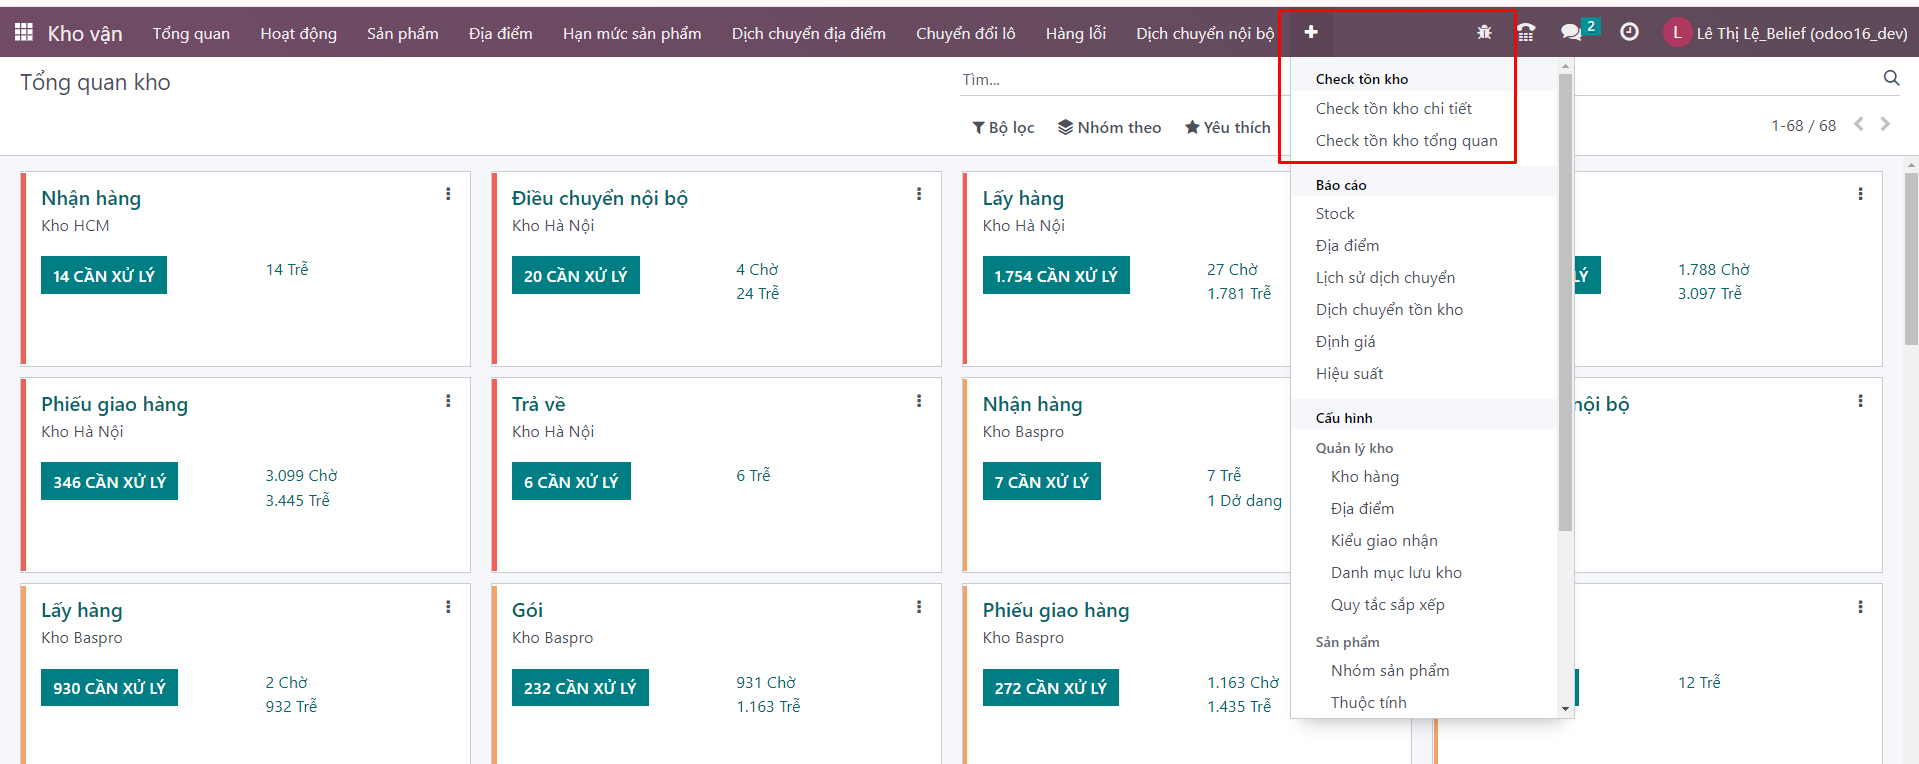 Kho vận
Tổng quan
Hoạt động
Sản phẩm
Địa điểm
Hạn mức sản phẩm
Dịch chuyển địa điểm
Chuyển đổi lô
Hàng lỗi
Dịch chuyển nội bộ
2
L
Lê Thị Lệ_Belief (odoo16_dev)
Tổng quan kho
Tìm...
Bộ lọc
Nhóm theo
Yêu thích
1-68 / 68
Check tồn kho
Check tồn kho chi tiết
Check tồn kho tổng quan
Báo cáo
Stock
Địa điểm
Lịch sử dịch chuyển
Dịch chuyển tồn kho
Định giá
Hiệu suất
Cấu hình
Quản lý kho
Kho hàng
Địa điểm
Kiểu giao nhận
Danh mục lưu kho
Quy tắc sắp xếp
Sản phẩm
Nhóm sản phẩm
Thuộc tính
Nhận hàng
Kho HCM
14 CẦN XỬ LÝ
14 Trễ
Điều chuyển nội bộ
Kho Hà Nội
20 CẦN XỬ LÝ
4 Chờ
24 Trễ
Lấy hàng
Kho Hà Nội
1.754 CẦN XỬ LÝ
27 Chờ
1.781 Trễ
LÝ
1.788 Chờ
3.097 Trễ
Phiếu giao hàng
Kho Hà Nội
346 CẦN XỬ LÝ
3.099 Chờ
3.445 Trễ
Trả về
Kho Hà Nội
6 CẦN XỬ LÝ
6 Trễ
Nhận hàng
Kho Baspro
7 CẦN XỬ LÝ
7 Trễ
1 Dở dang
nội bộ
Lấy hàng
Kho Baspro
930 CẦN XỬ LÝ
2 Chờ
932 Trễ
Gói
Kho Baspro
232 CẦN XỬ LÝ
931 Chờ
1.163 Trễ
Phiếu giao hàng
Kho Baspro
272 CẦN XỬ LÝ
1.163 Chờ
1.435 Trễ
12 Trễ